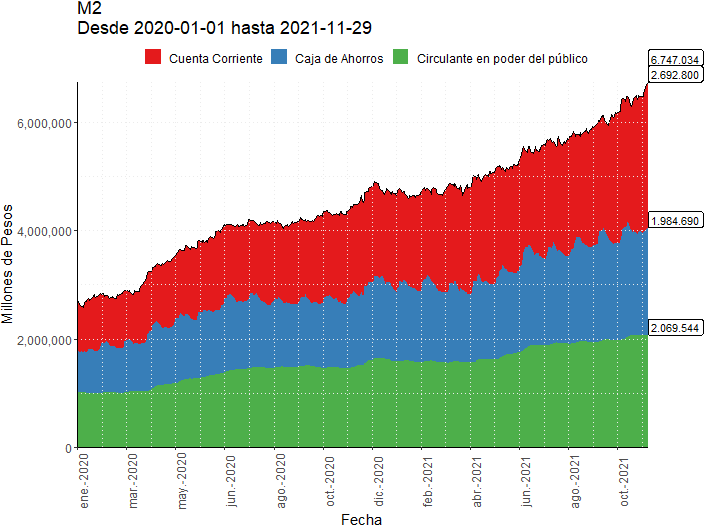 M2
Desde 2020-01-01 hasta 2021-11-29
Cuenta Corriente
Caja de Ahorros
Circulante en poder del público
6.747.034
2.692.800
1.984.690
2.069.544
Millones de Pesos
6,000,000
4,000,000
2,000,000
0
ene.-2020
mar.-2020
may.-2020
jun.-2020
ago.-2020
oct.-2020
dic.-2020
feb.-2021
abr.-2021
jun.-2021
ago.-2021
oct.-2021
Fecha